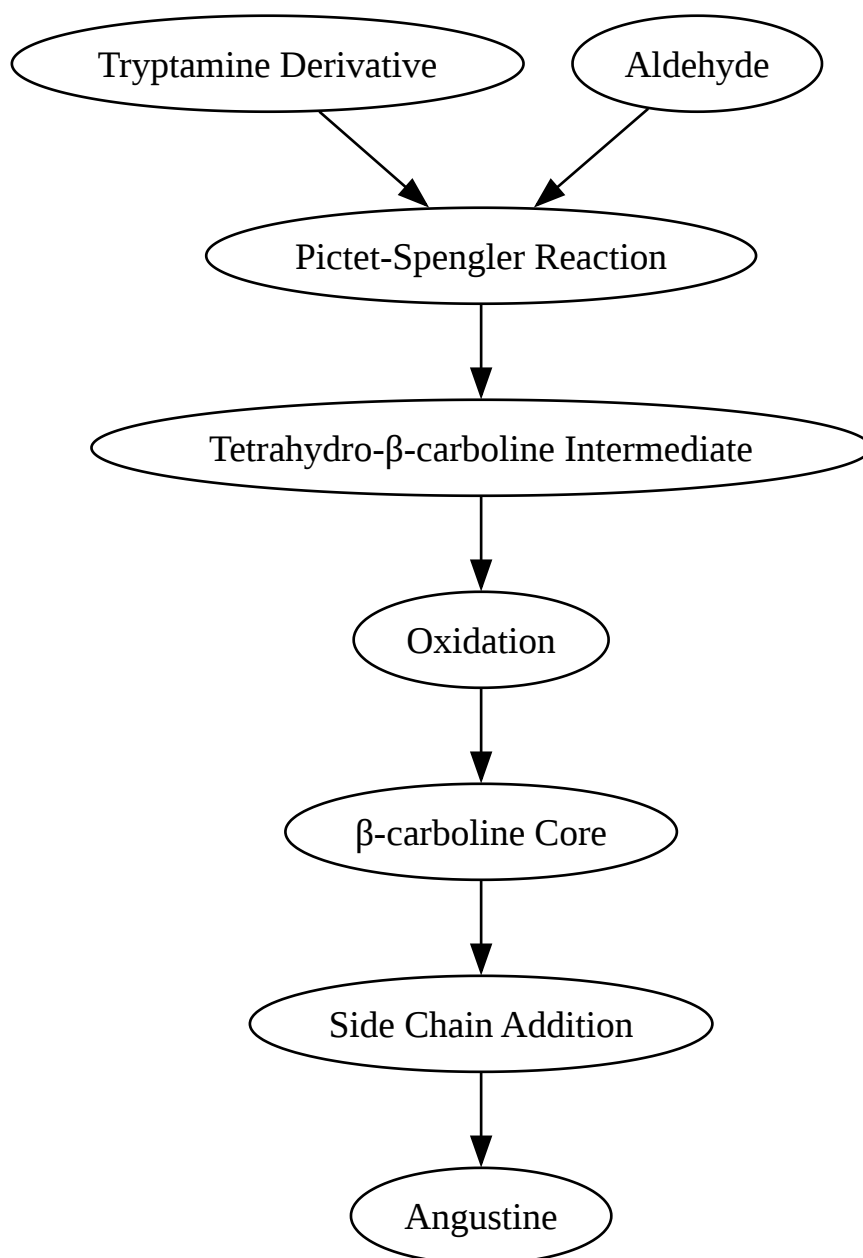 Tryptamine Derivative
Aldehyde
Pictet-Spengler Reaction
Tetrahydro-β-carboline Intermediate
Oxidation
β-carboline Core
Side Chain Addition
Angustine